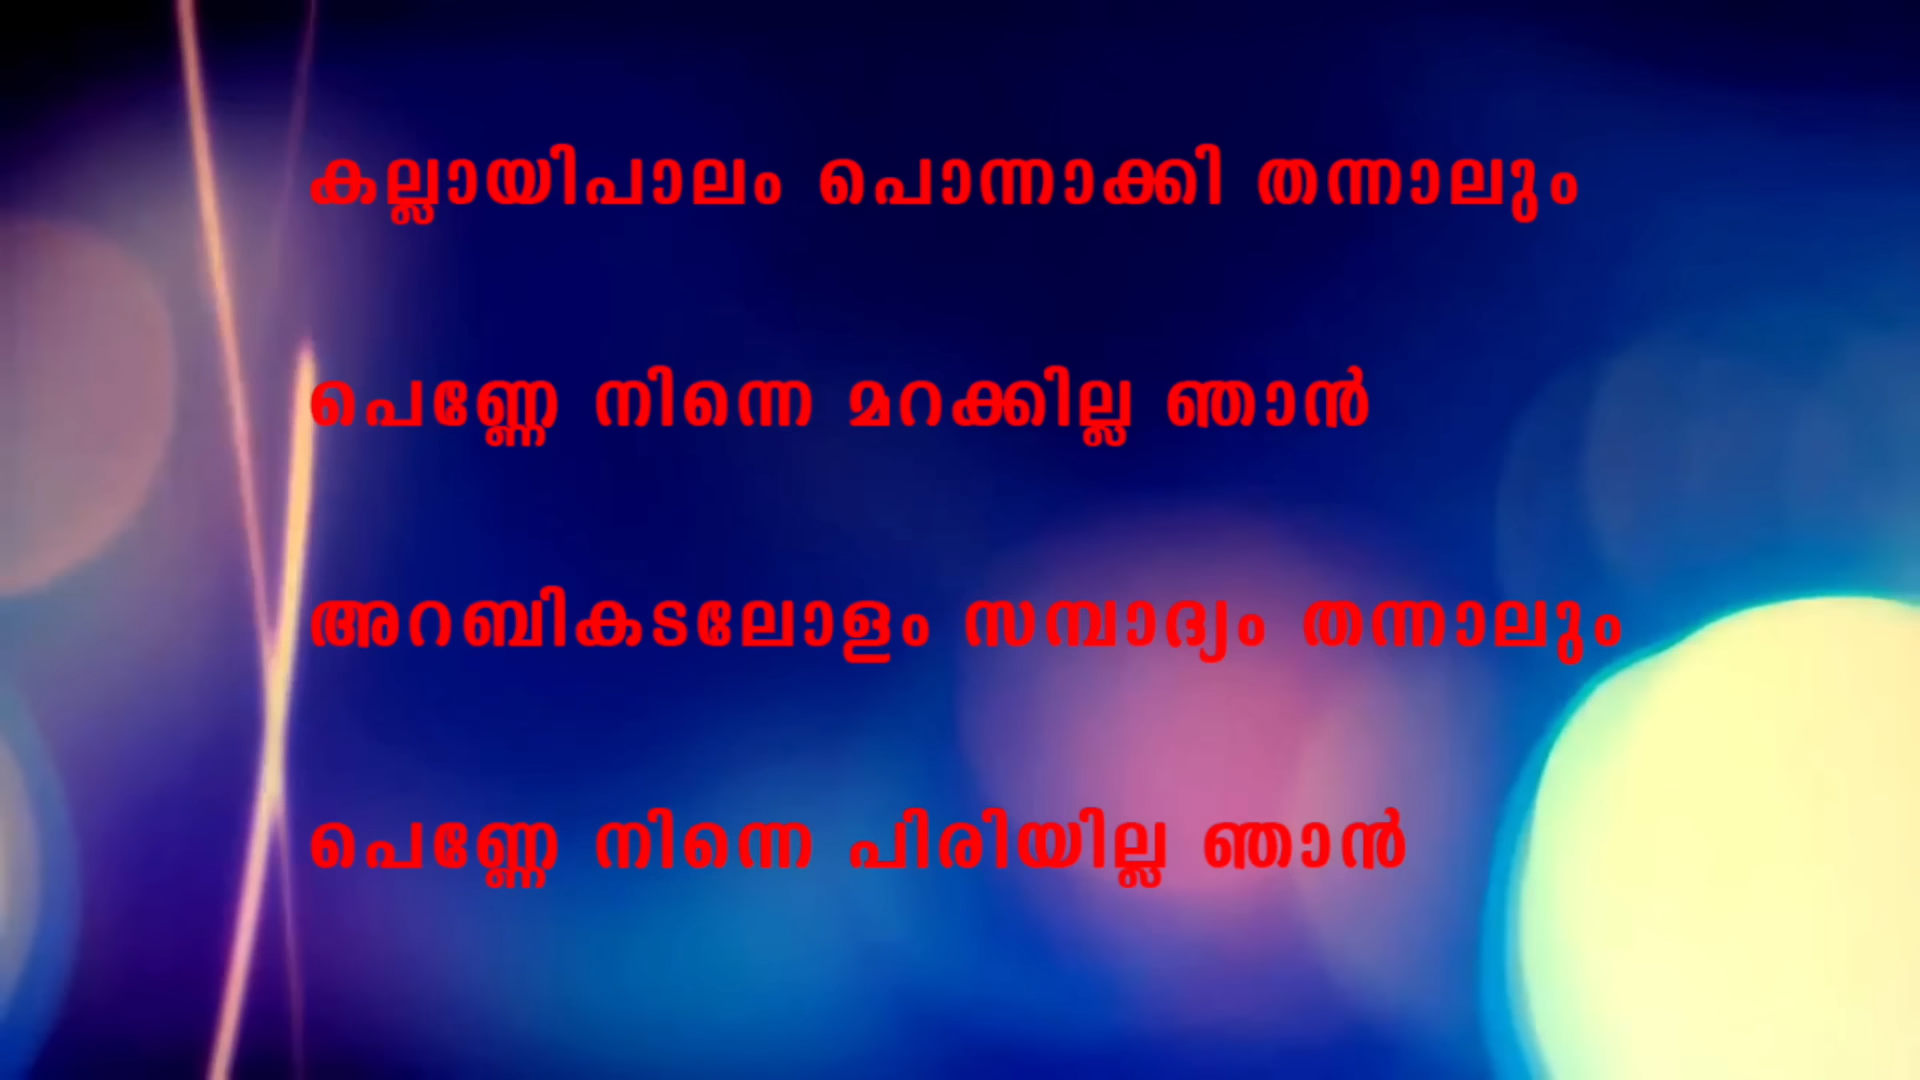 കല്ലായിപാലം പൊന്നാക്കി തന്നാലും
പെണ്ണേ നിന്നെ മറക്കില്ല ഞാൻ
അറബികടലോളം സമ്പാദ്യം തന്നാലും
പെണ്ണേ നിന്നെ പിരിയില്ല ഞാൻ